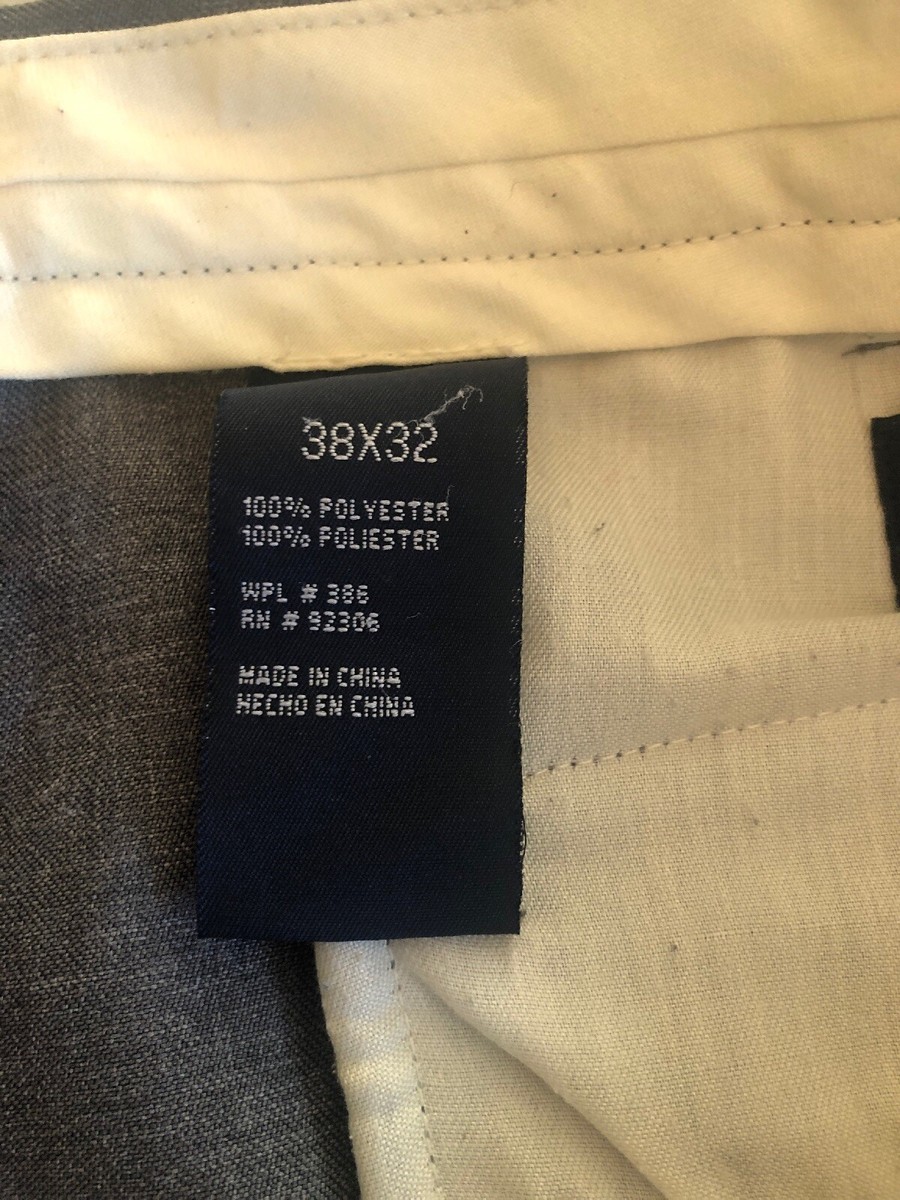 38X32
100% POLYESTER
100% POLIESTER
WPL # 386
RN # 92306
MADE IN CHINA
HECHO EN CHINA